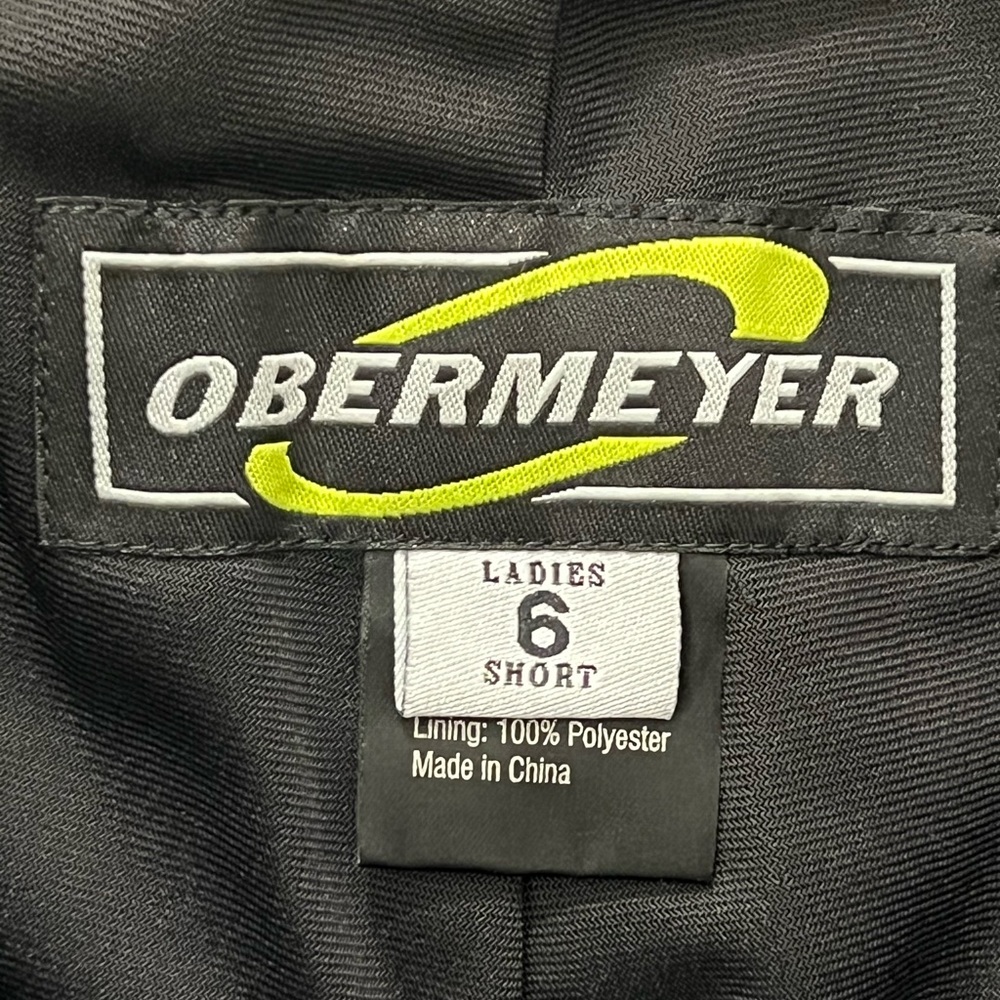 OBERMEYER
LADIES
6
SHORT
Lining: 100% Polyester
Made in China